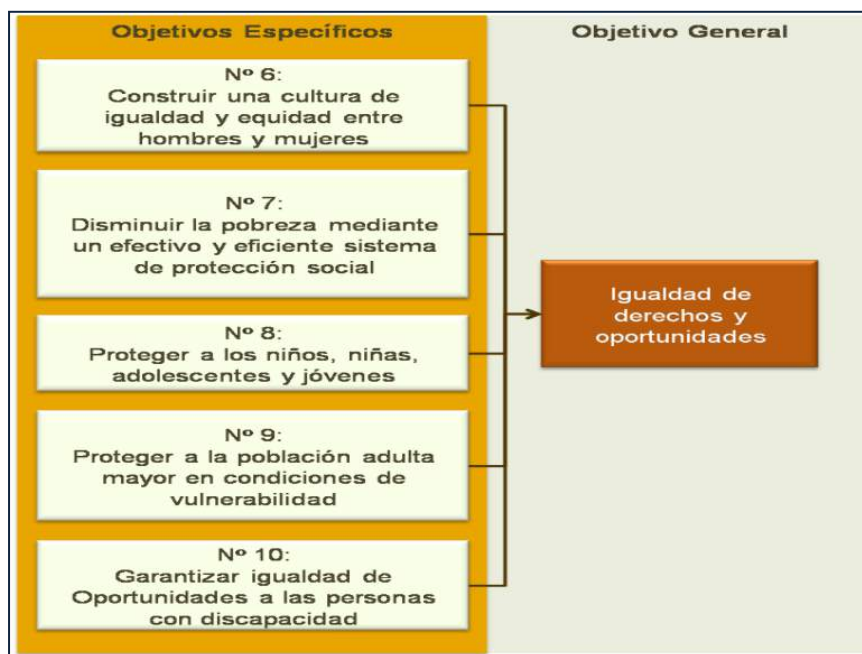 Objetivos Específicos
Objetivo General
Nº 6:
Construir una cultura de
igualdad y equidad entre
hombres y mujeres
Nº 7:
Disminuir la pobreza mediante
un efectivo y eficiente sistema
de protección social
Nº 8:
Proteger a los niños, niñas,
adolescentes y jóvenes
Nº 9:
Proteger a la población adulta
mayor en condiciones de
vulnerabilidad
Nº 10:
Garantizar igualdad de
Oportunidades a las personas
con discapacidad
Igualdad de
derechos y
oportunidades